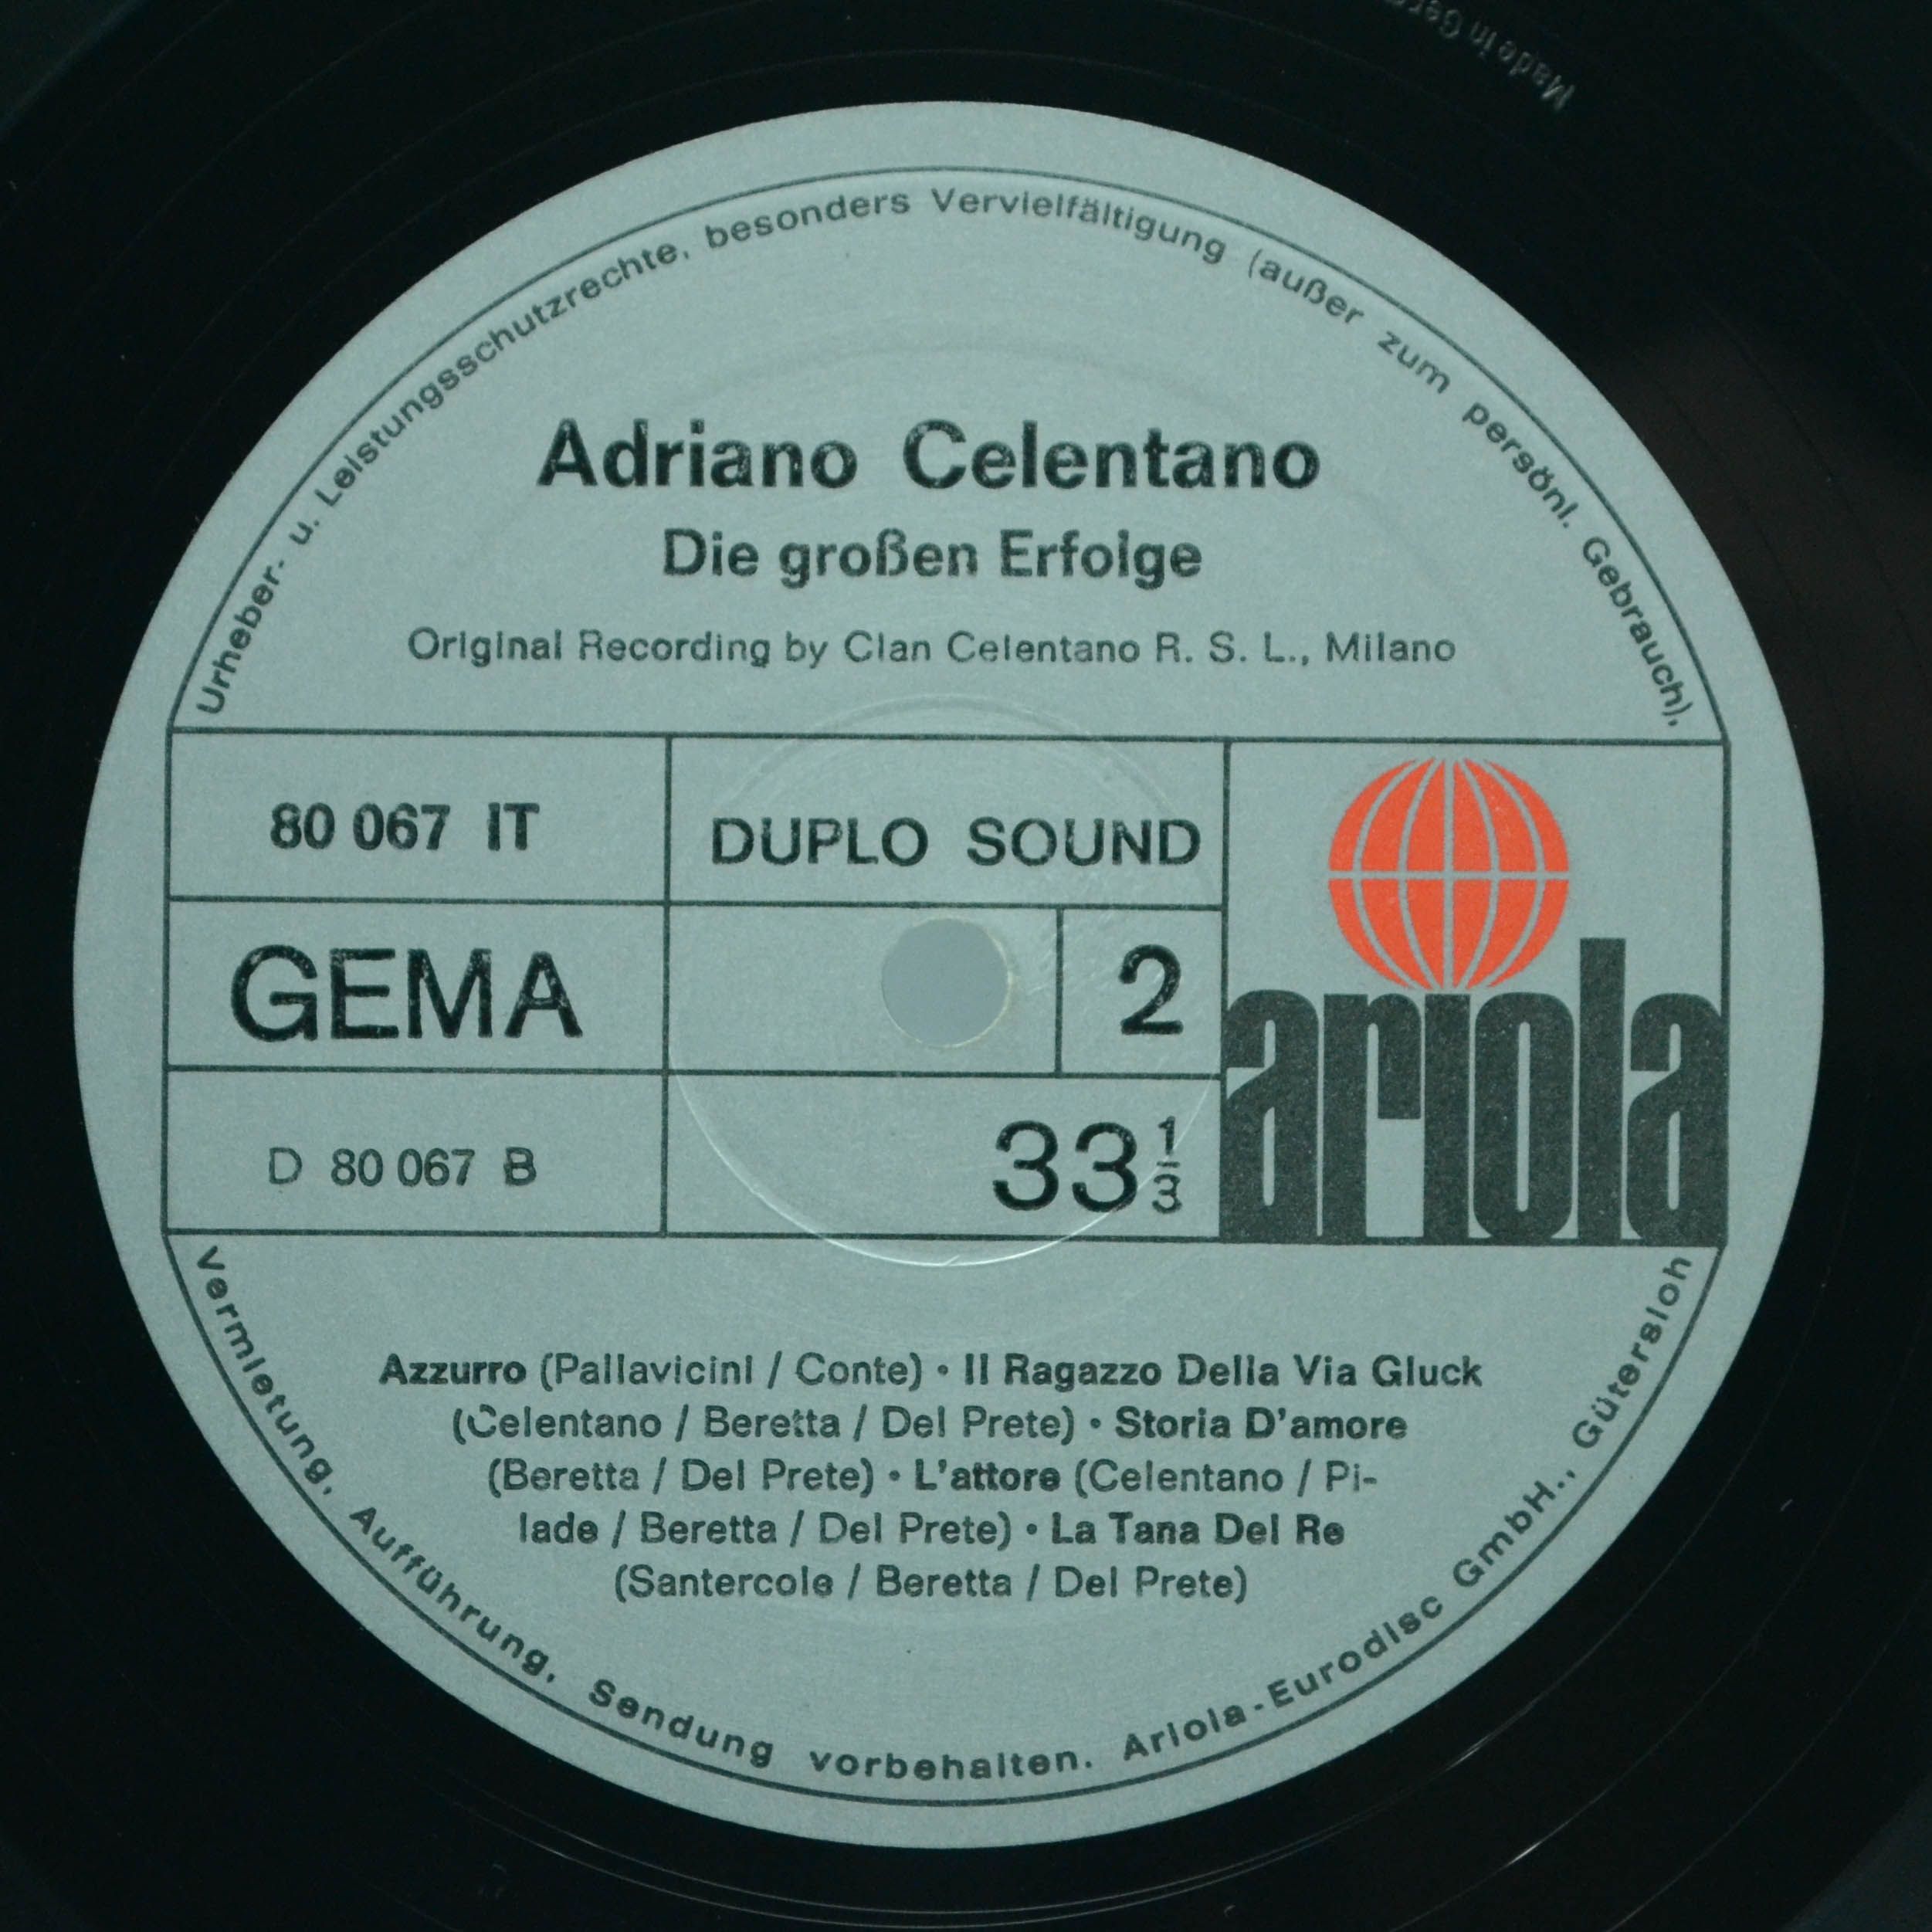 Made in Ger
Urheber- u. Leistungsschutzrechte, besonders Vervielfältigung (außer zum persönl. Gebrauch),
Adriano Celentano
Die großen Erfolge
Original Recording by Clan Celentano R. S. L., Milano
80 067 IT
DUPLO SOUND
GEMA
2
D 80 067 B
33 1/3
ariola
Azzurro (Pallavicini / Conte) • Il Ragazzo Della Via Gluck
(Celentano / Beretta / Del Prete) • Storia D'amore
(Beretta / Del Prete) • L'attore (Celentano / Pi-
lade / Beretta / Del Prete) • La Tana Del Re
(Santercole / Beretta / Del Prete)
Vermietung, Aufführung, Sendung vorbehalten. Ariola-Eurodisc GmbH., Gütersloh